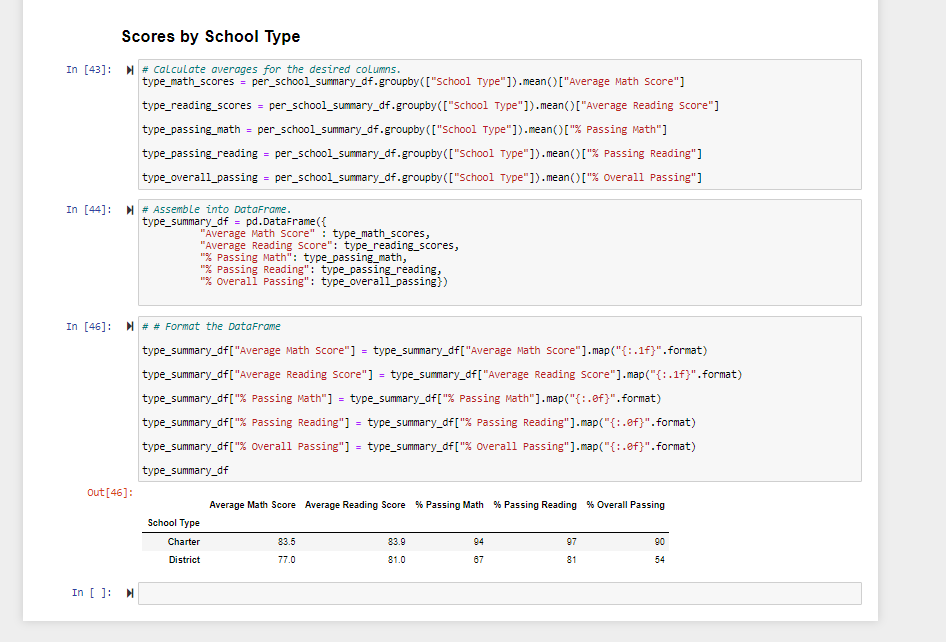 Scores by School Type
In [43]:
# Calculate averages for the desired columns.
type_math_scores = per_school_summary_df.groupby(["School Type"]).mean()["Average Math Score"]
type_reading_scores = per_school_summary_df.groupby(["School Type"]).mean()["Average Reading Score"]
type_passing_math = per_school_summary_df.groupby(["School Type"]).mean()["% Passing Math"]
type_passing_reading = per_school_summary_df.groupby(["School Type"]).mean()["% Passing Reading"]
type_overall_passing = per_school_summary_df.groupby(["School Type"]).mean()["% Overall Passing"]
In [44]:
# Assemble into DataFrame.
type_summary_df = pd.DataFrame({
"Average Math Score" : type_math_scores,
"Average Reading Score": type_reading_scores,
"% Passing Math": type_passing_math,
"% Passing Reading": type_passing_reading,
"% Overall Passing": type_overall_passing})
In [46]:
# # Format the DataFrame
type_summary_df["Average Math Score"] = type_summary_df["Average Math Score"].map("{:.1f}".format)
type_summary_df["Average Reading Score"] = type_summary_df["Average Reading Score"].map("{:.1f}".format)
type_summary_df["% Passing Math"] = type_summary_df["% Passing Math"].map("{:.0f}".format)
type_summary_df["% Passing Reading"] = type_summary_df["% Passing Reading"].map("{:.0f}".format)
type_summary_df["% Overall Passing"] = type_summary_df["% Overall Passing"].map("{:.0f}".format)
type_summary_df
Out[46]:
Average Math Score Average Reading Score % Passing Math % Passing Reading % Overall Passing
School Type
Charter 83.5 83.9 94 97 90
District 77.0 81.0 67 81 54
In [ ]: